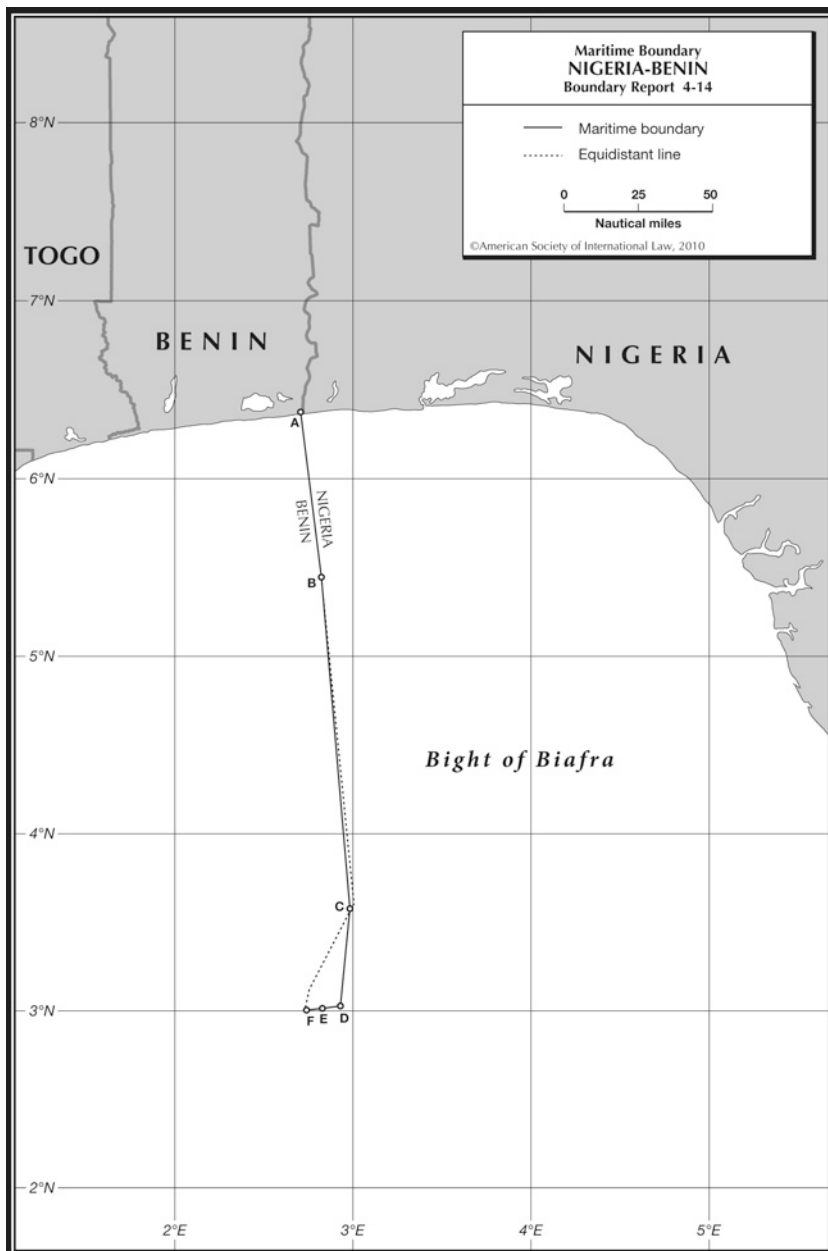 Maritime Boundary
NIGERIA-BENIN
Boundary Report 4-14
Maritime boundary
Equidistant line
0 25 50
Nautical miles
©American Society of International Law, 2010
8°N
TOGO
7°N
BENIN
NIGERIA
A
6°N
NIGERIA
BENIN
B
5°N
Bight of Biafra
4°N
C
3°N
F E D
2°N
2°E 3°E 4°E 5°E